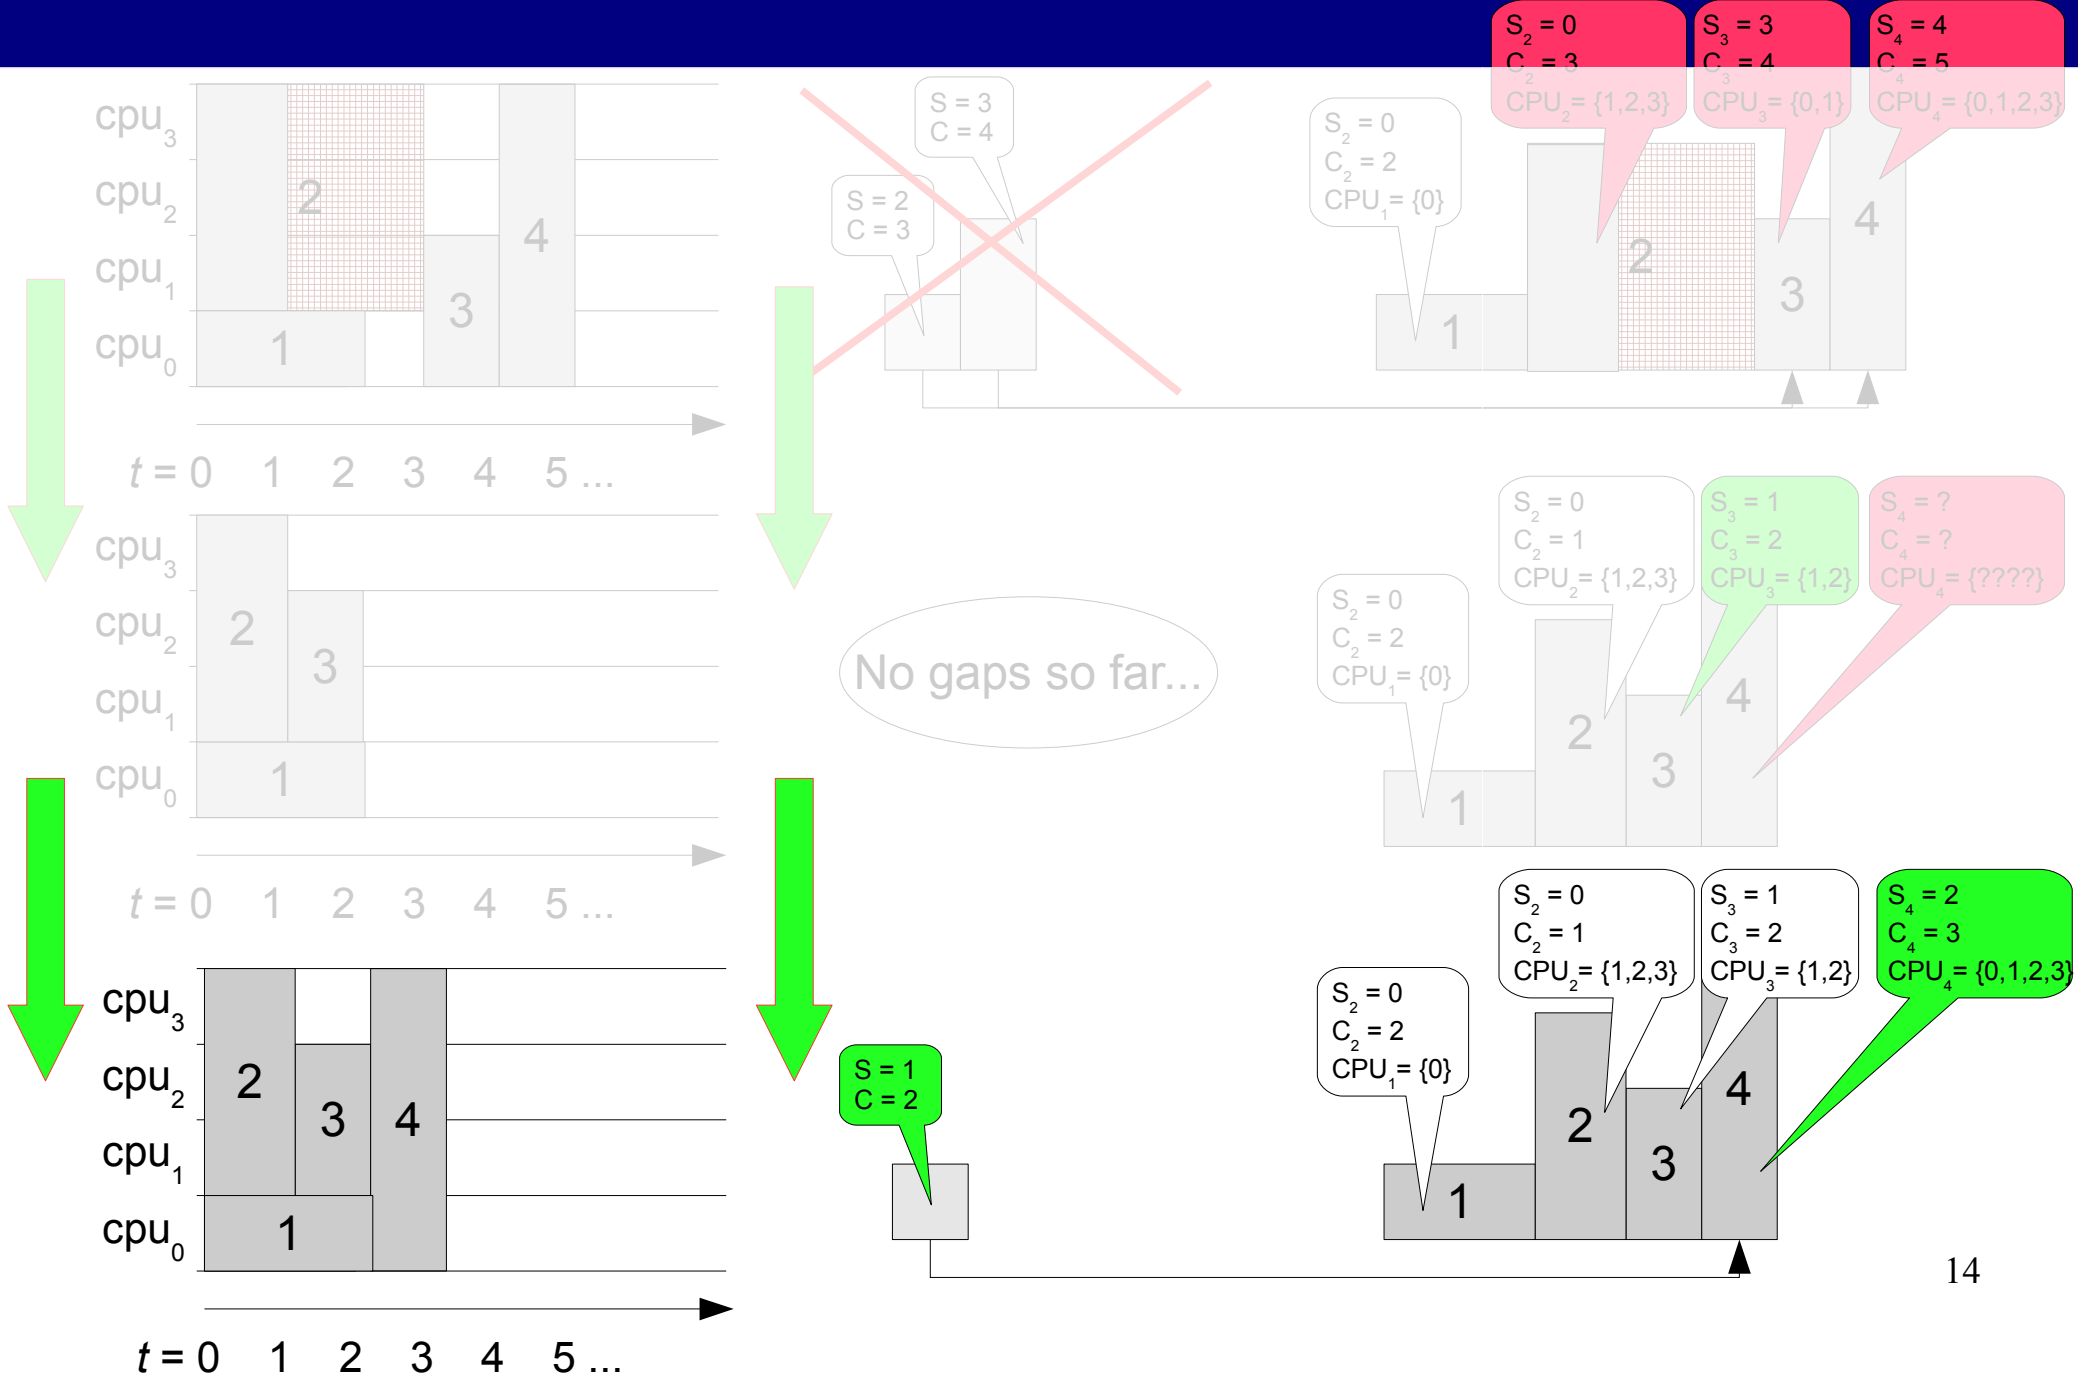 S2 = 0
C2 = 3
CPU2 = {1,2,3}
S3 = 3
C3 = 4
CPU3 = {0,1}
S4 = 4
C4 = 5
CPU4 = {0,1,2,3}
cpu3
cpu2
cpu1
cpu0
2
1
3
4
t = 0 1 2 3 4 5 ...
S = 3
C = 4
S = 2
C = 3
S2 = 0
C2 = 2
CPU1= {0}
1
2
3
4
cpu3
cpu2
cpu1
cpu0
2
3
1
t = 0 1 2 3 4 5 ...
No gaps so far...
S2 = 0
C2 = 2
CPU1= {0}
S2 = 0
C2 = 1
CPU2= {1,2,3}
S3 = 1
C3 = 2
CPU3= {1,2}
S4 = ?
C4 = ?
CPU4 = {????}
1
2
3
4
cpu3
cpu2
cpu1
cpu0
2
3
4
1
t = 0 1 2 3 4 5 ...
S = 1
C = 2
S2 = 0
C2 = 2
CPU1= {0}
S2 = 0
C2 = 1
CPU2= {1,2,3}
S3 = 1
C3 = 2
CPU3= {1,2}
S4 = 2
C4 = 3
CPU4= {0,1,2,3}
1
2
3
4
14